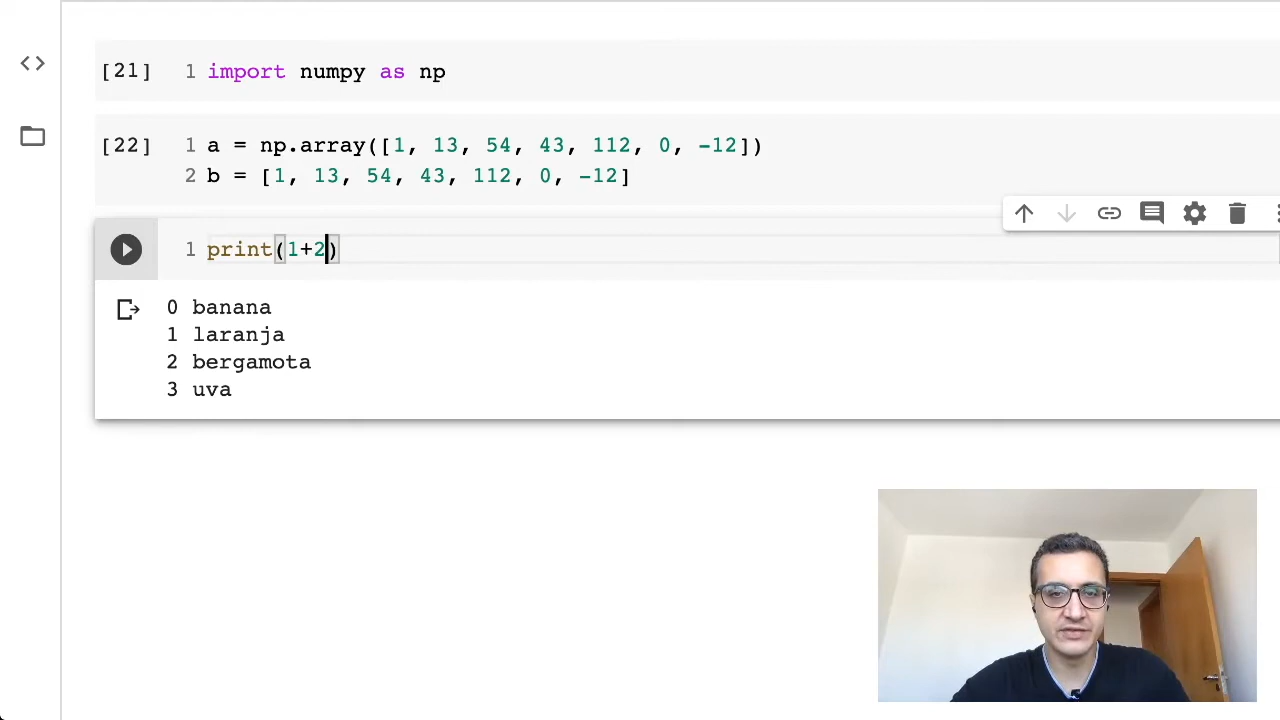 [21] 1 import numpy as np
[22] 1 a = np.array([1, 13, 54, 43, 112, 0, -12])
2 b = [1, 13, 54, 43, 112, 0, -12]
1 print(1+2)
0 banana
1 laranja
2 bergamota
3 uva